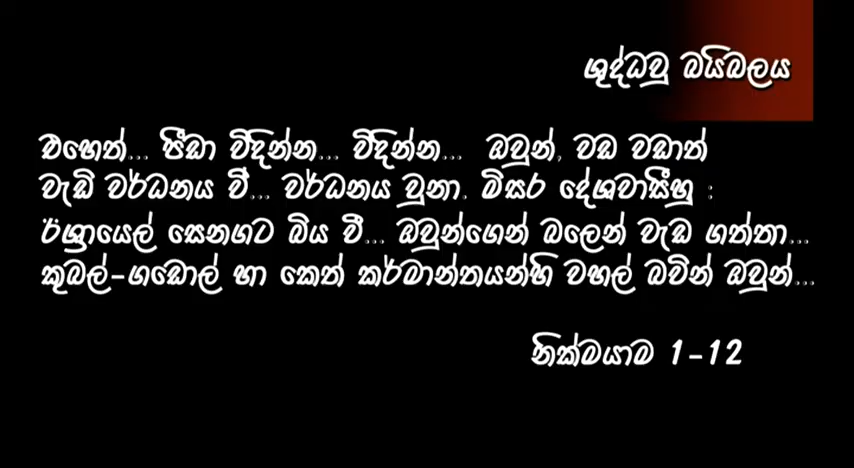 ශුද්ධවූ බයිබලය
එහෙත්... පීඩා විඳින්න... විඳින්න... ඔවුන්, වඩ වඩාත්
වැඩි වර්ධනය වී... වර්ධනය වුනා. මිසර දේශවාසීහු :
ඊශ්‍රායෙල් සෙනගට බිය වී... ඔවුන්ගෙන් බලෙන් වැඩ ගත්තා...
කුබල්-ගඩොල් හා කෙත් කර්මාන්තයන්හි වහල් බවින් ඔවුන්...
නික්මයාම 1-12